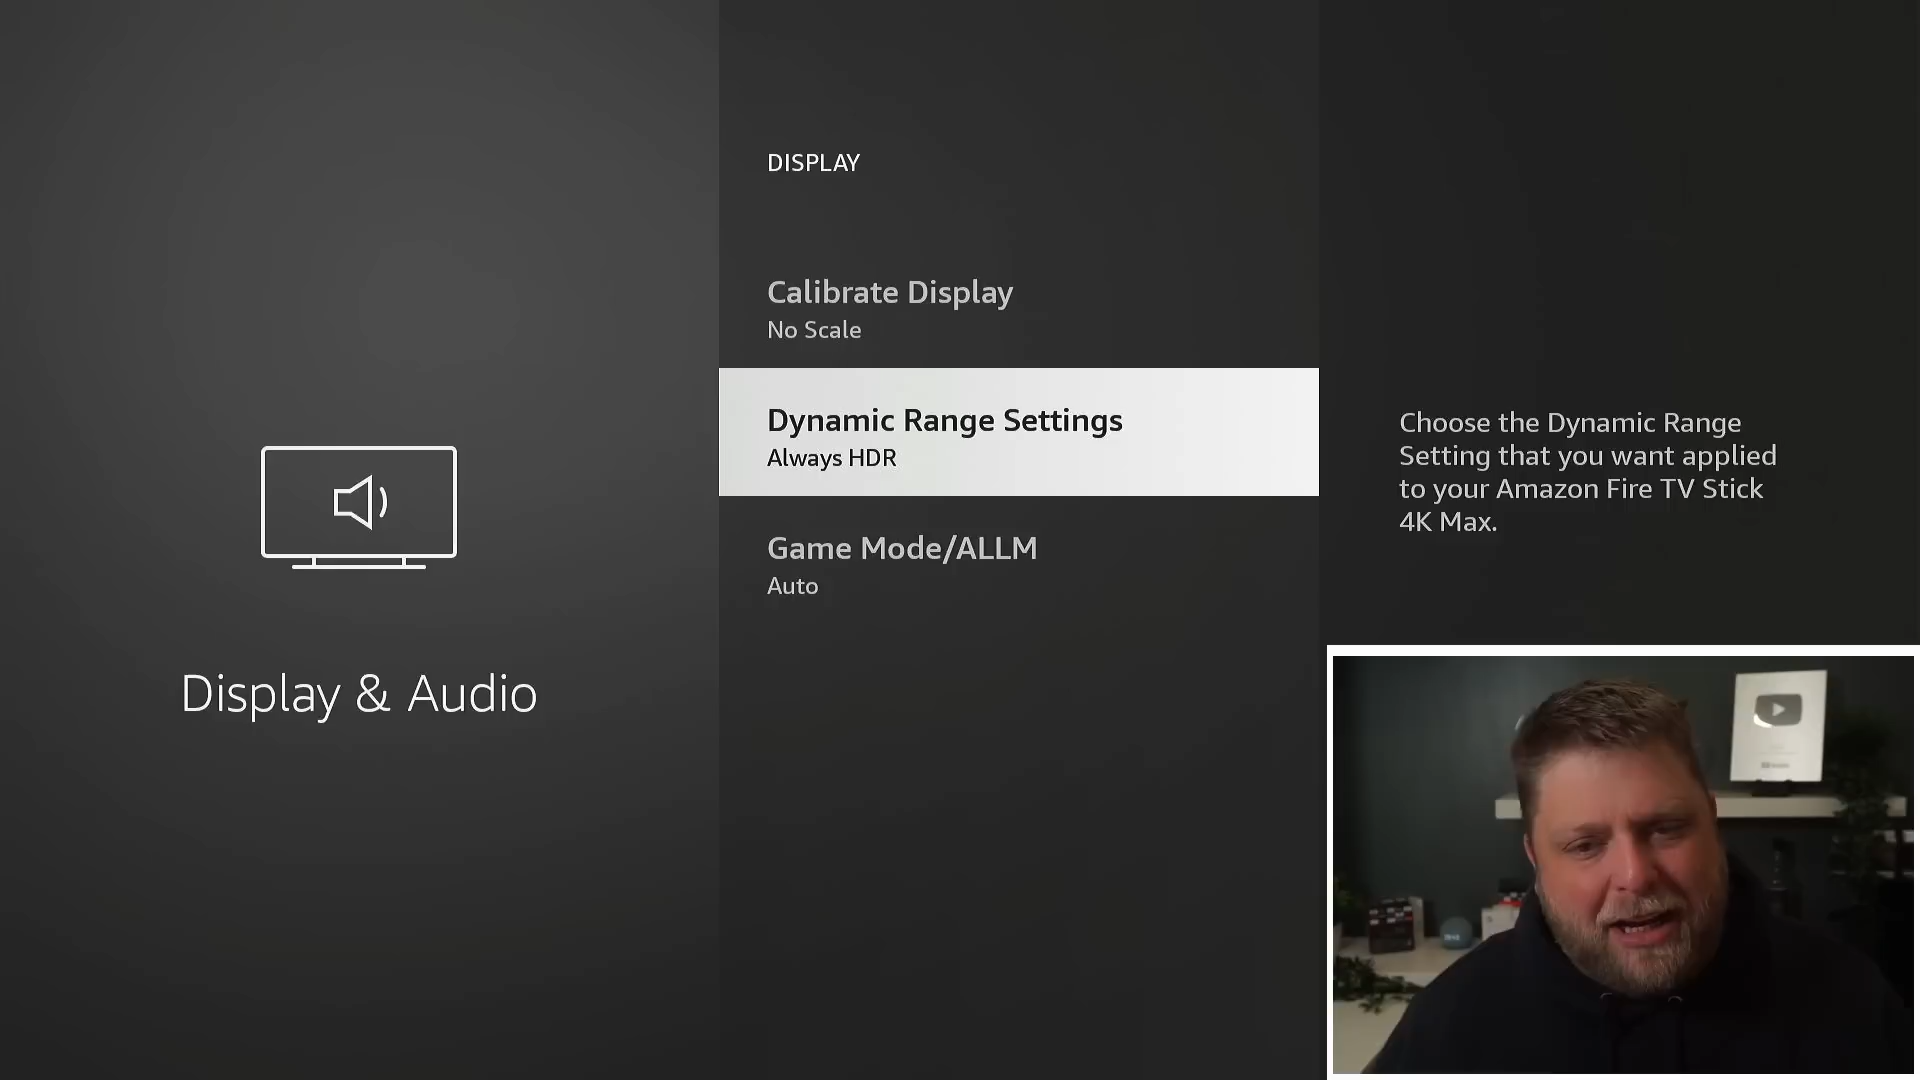 DISPLAY
Calibrate Display
No Scale
Dynamic Range Settings
Always HDR
Game Mode/ALLM
Auto
Display & Audio
Choose the Dynamic Range
Setting that you want applied
to your Amazon Fire TV Stick
4K Max.